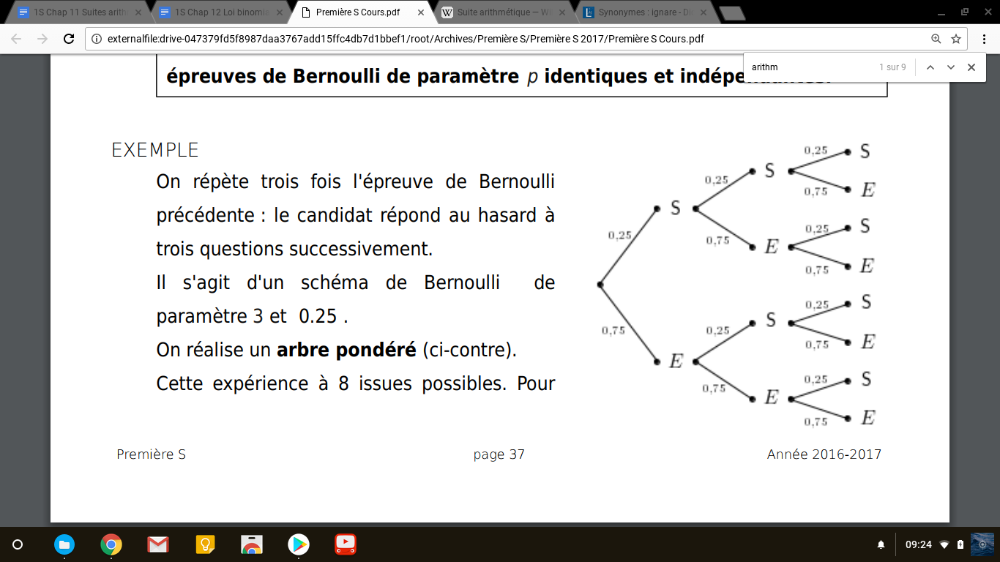 1S Chap 11 Suites arith
1S Chap 12 Loi binomia
Première S Cours.pdf
Suite arithmétique — W
Synonymes : ignare - Di
externalfile:drive-047379fd5f8987daa3767add15ffc4db7d1bbef1/root/Archives/Première S/Première S 2017/Première S Cours.pdf
arithm
1 sur 9
épreuves de Bernoulli de paramètre p identiques et
EXEMPLE
On répète trois fois l'épreuve de Bernoulli
précédente : le candidat répond au hasard à
trois questions successivement.
Il s'agit d'un schéma de Bernoulli de
paramètre 3 et 0.25 .
On réalise un arbre pondéré (ci-contre).
Cette expérience à 8 issues possibles. Pour
0,25 S
0,25 S
0,75 E
0,25 S
0,25 S
0,75 E
0,75 E
0,25 S
0,25 S
0,75 E
0,75 E
0,25 S
0,75 E
0,75 E
Première S
page 37
Année 2016-2017
09:24